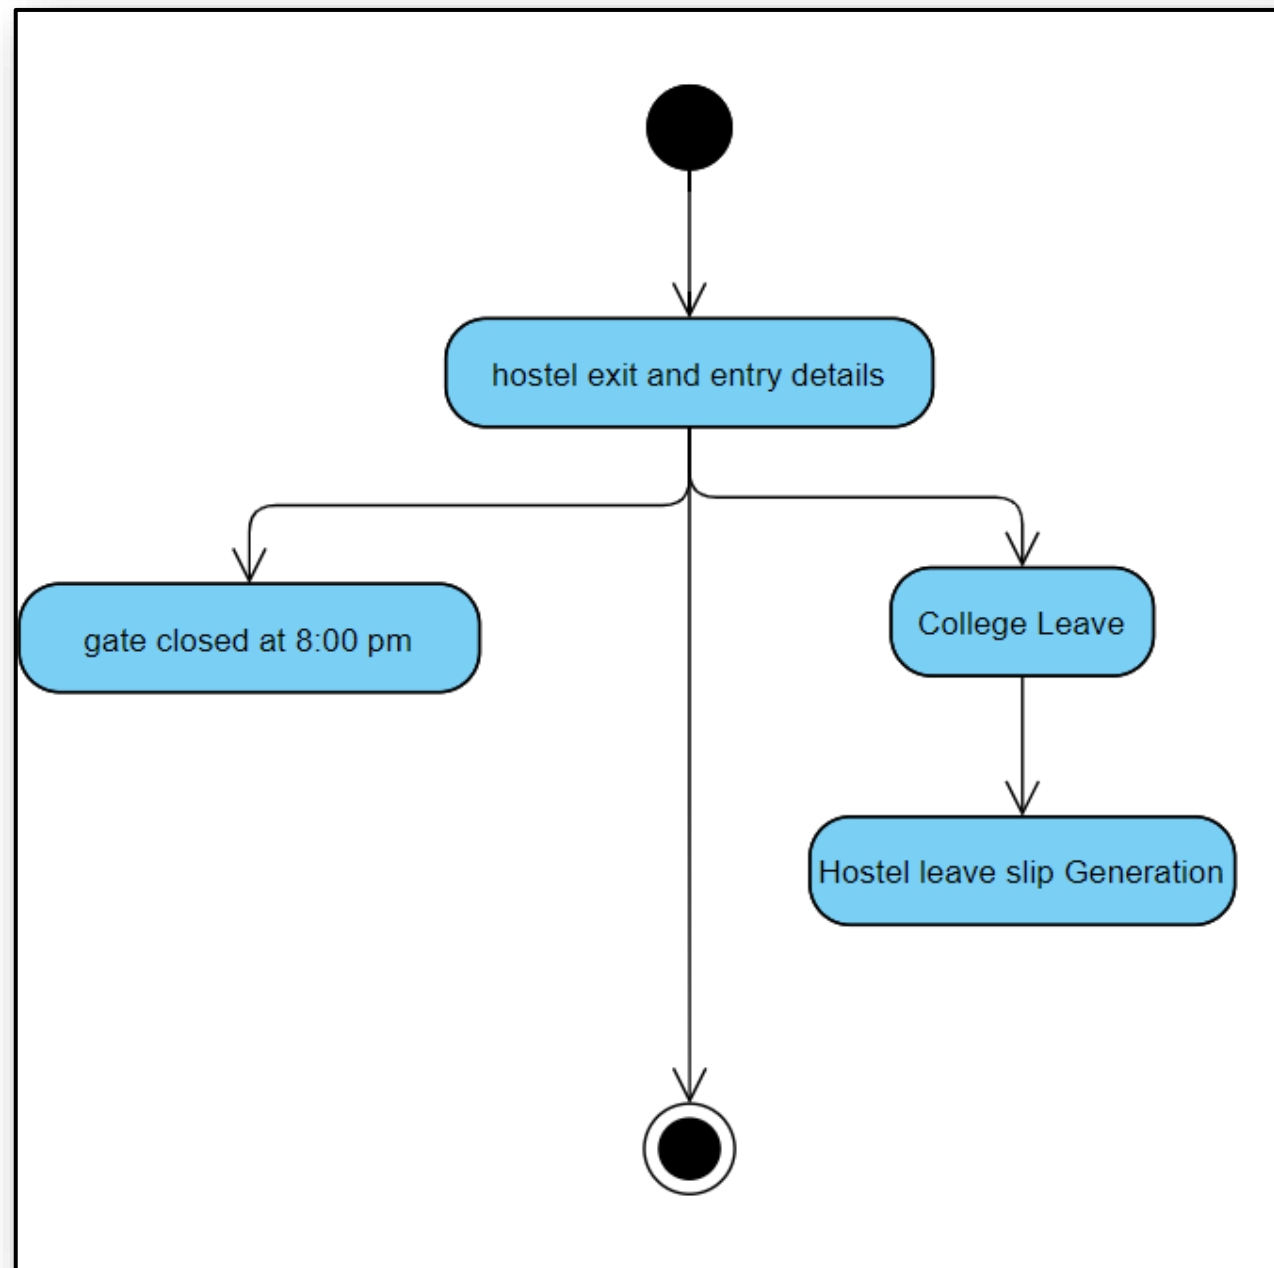 hostel exit and entry details
gate closed at 8:00 pm
College Leave
Hostel leave slip Generation